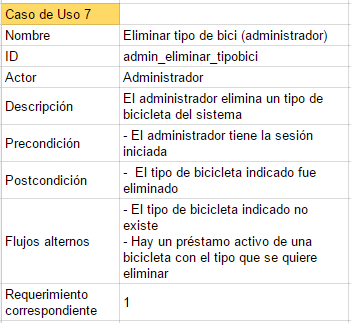 Caso de Uso 7
Nombre
Eliminar tipo de bici (administrador)
ID
admin_eliminar_tipobici
Actor
Administrador
Descripción
El administrador elimina un tipo de
bicicleta del sistema
Precondición
- El administrador tiene la sesión
iniciada
Postcondición
-  El tipo de bicicleta indicado fue
eliminado
Flujos alternos
- El tipo de bicicleta indicado no
existe
- Hay un préstamo activo de una
bicicleta con el tipo que se quiere
eliminar
Requerimiento
correspondiente
1